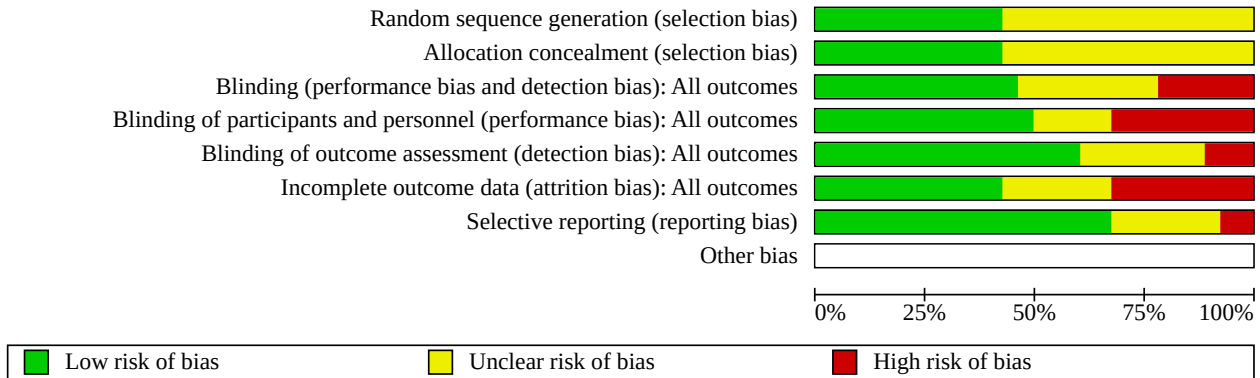 Random sequence generation (selection bias)
Allocation concealment (selection bias)
Blinding (performance bias and detection bias): All outcomes
Blinding of participants and personnel (performance bias): All outcomes
Blinding of outcome assessment (detection bias): All outcomes
Incomplete outcome data (attrition bias): All outcomes
Selective reporting (reporting bias)
Other bias
0% 25% 50% 75% 100%
Low risk of bias Unclear risk of bias High risk of bias